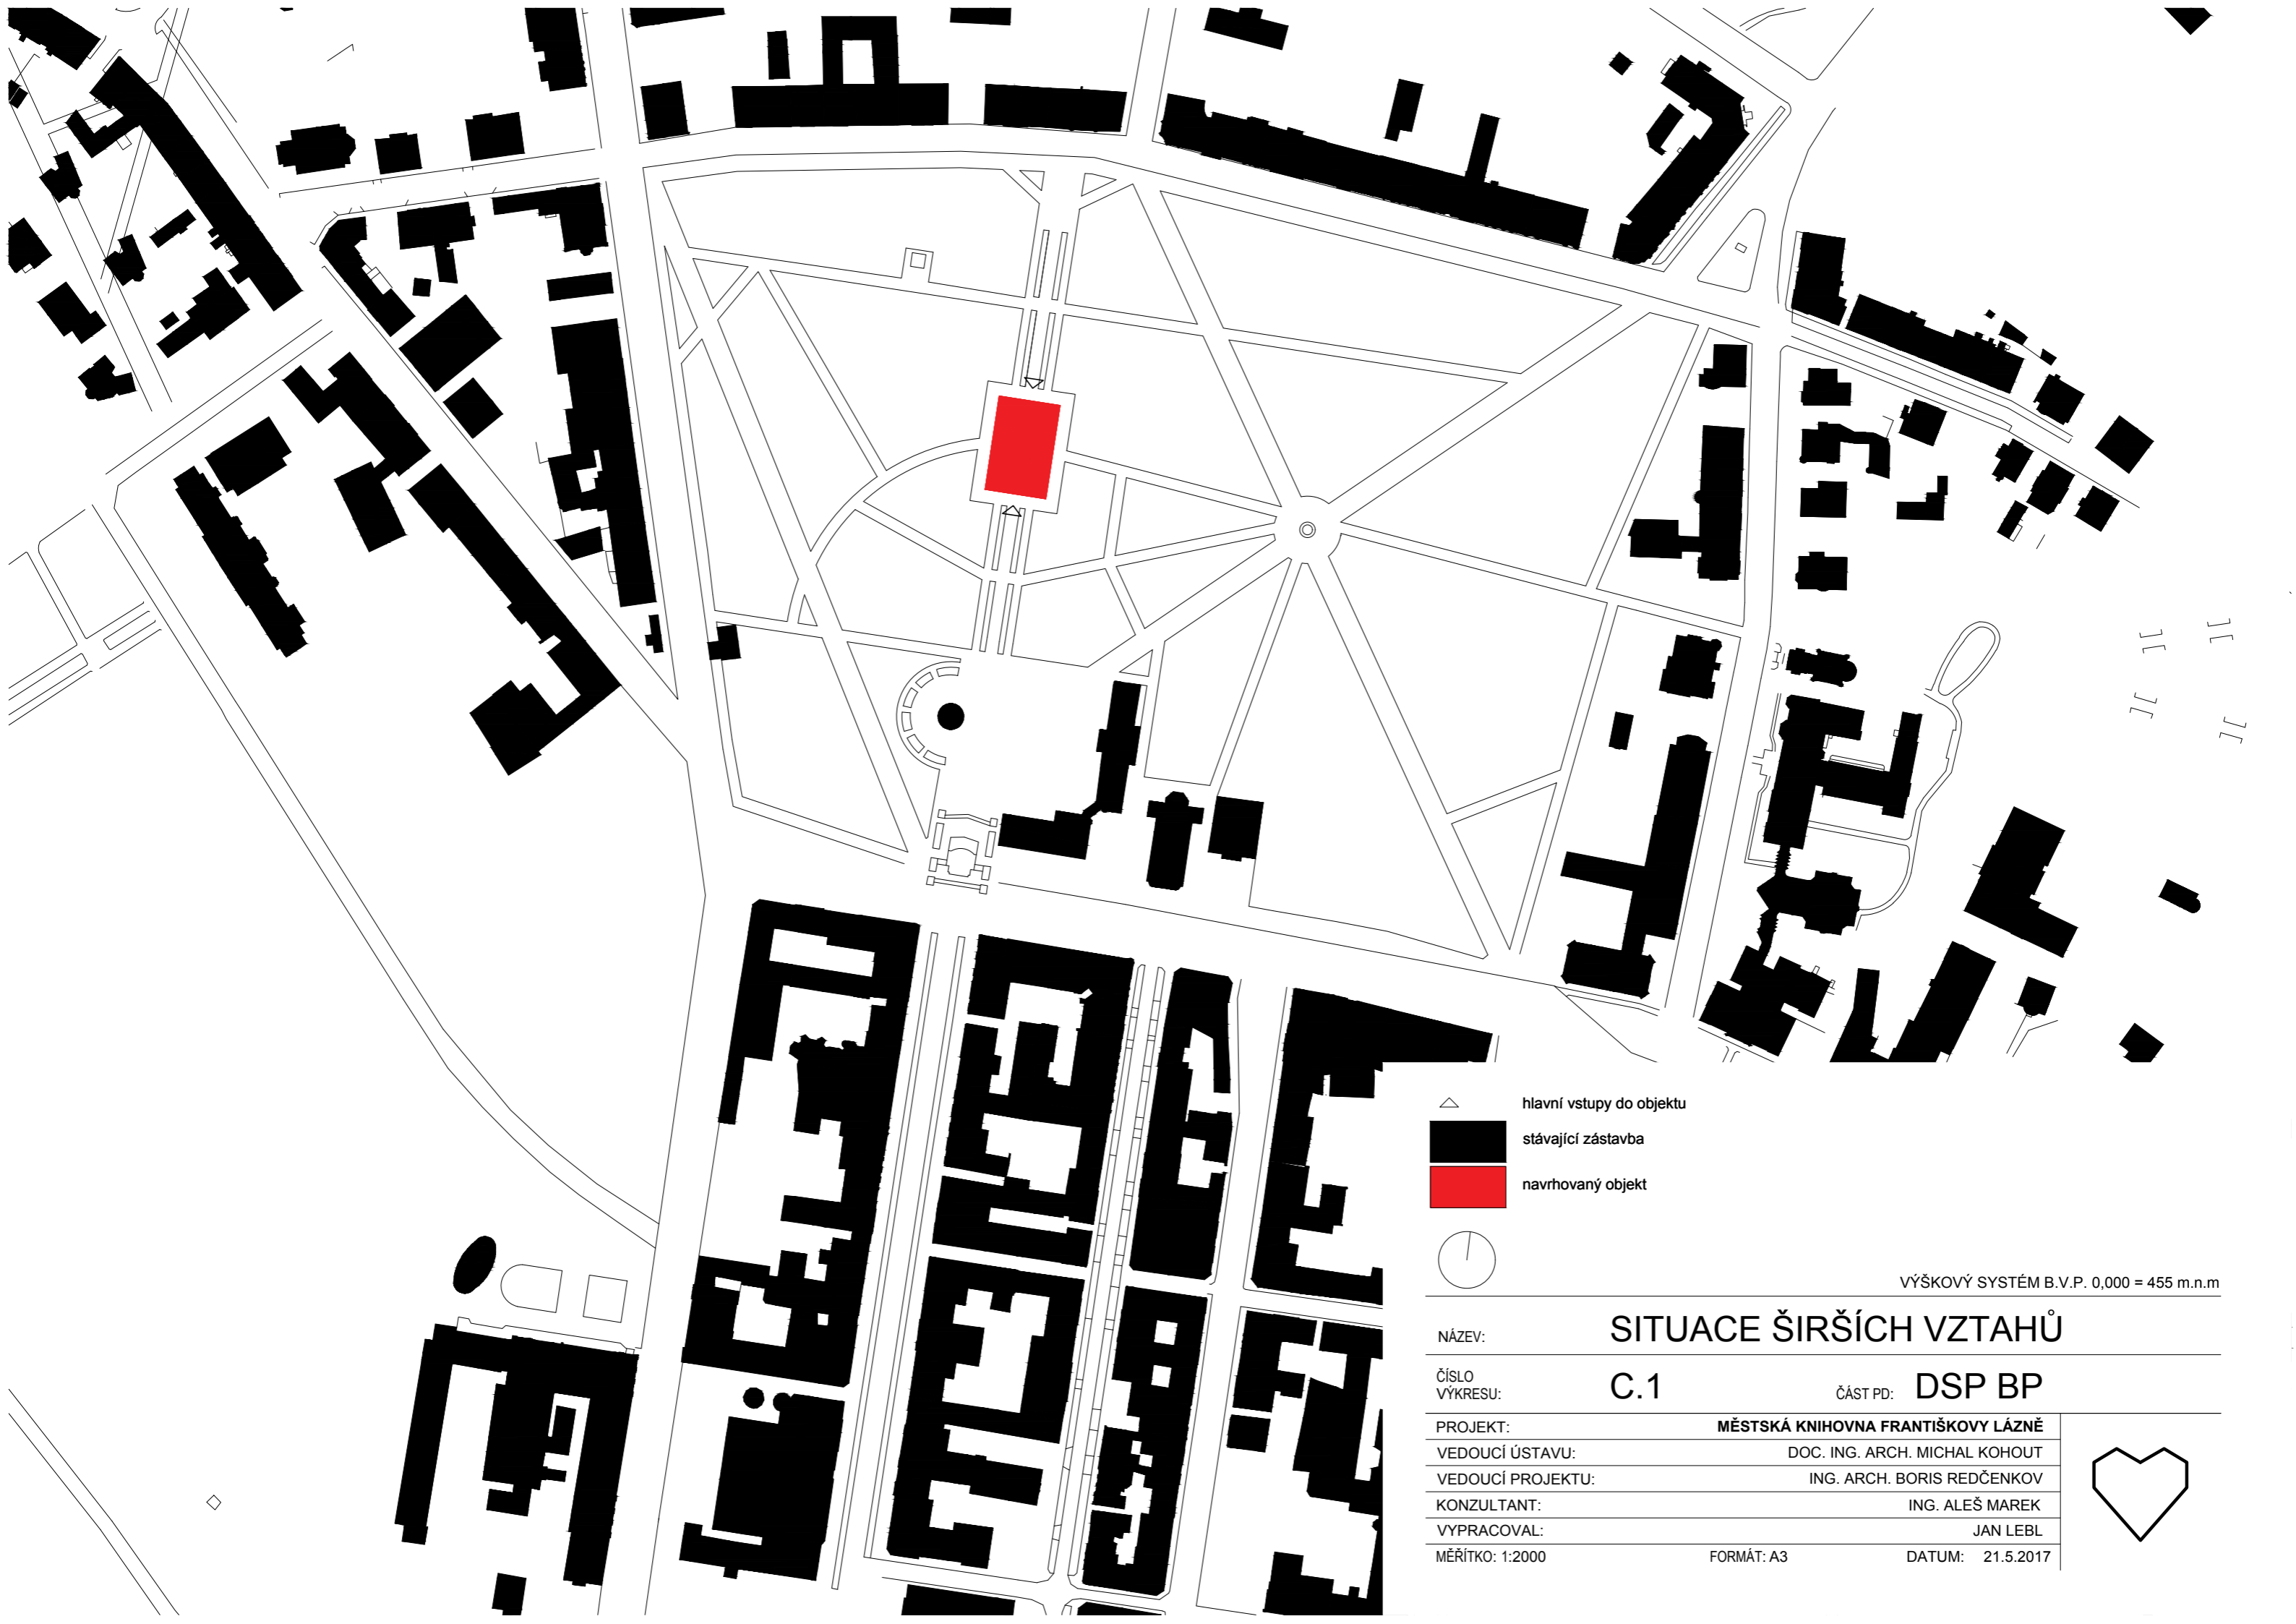 hlavní vstupy do objektu
stávající zástavba
navrhovaný objekt
VÝŠKOVÝ SYSTÉM B.V.P. 0,000 = 455 m.n.m
NÁZEV: SITUACE ŠIRŠÍCH VZTAHŮ
ČÍSLO
VÝKRESU: C.1 ČÁST PD: DSP BP
PROJEKT: MĚSTSKÁ KNIHOVNA FRANTIŠKOVY LÁZNĚ
VEDOUCÍ ÚSTAVU: DOC. ING. ARCH. MICHAL KOHOUT
VEDOUCÍ PROJEKTU: ING. ARCH. BORIS REDČENKOV
KONZULTANT: ING. ALEŠ MAREK
VYPRACOVAL: JAN LEBL
MĚŘÍTKO: 1:2000 FORMÁT: A3 DATUM: 21.5.2017